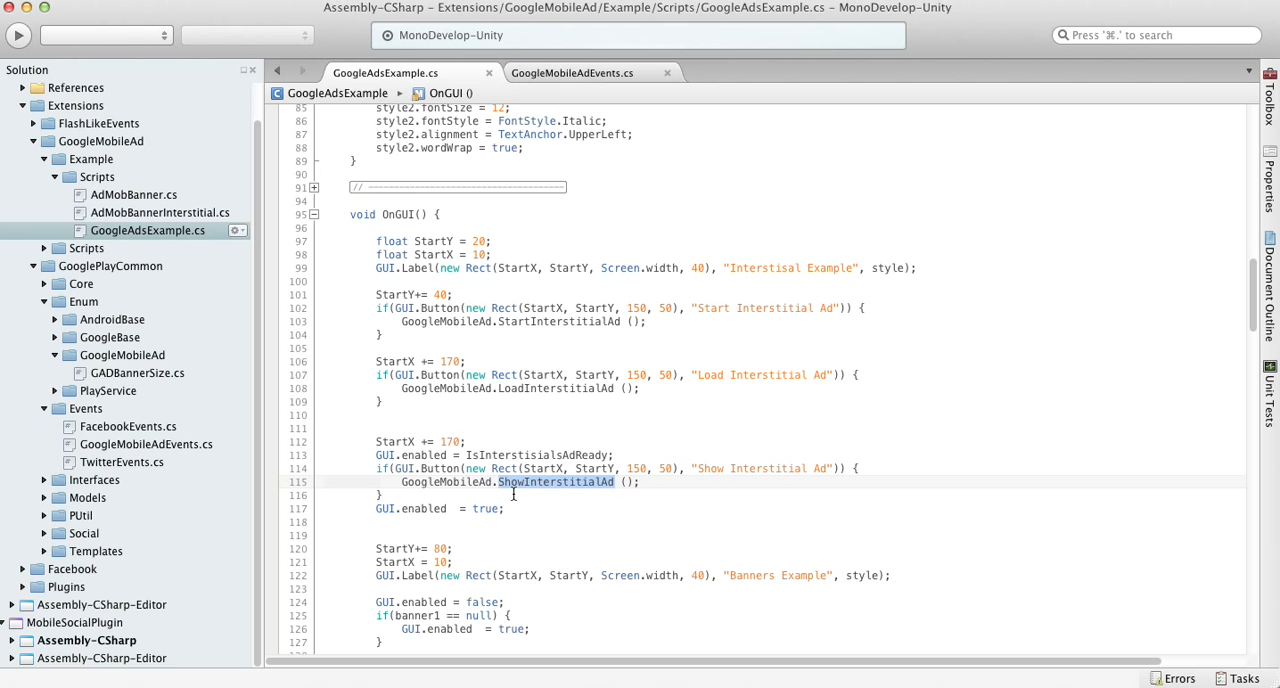 Assembly-CSharp - Extensions/GoogleMobileAd/Example/Scripts/GoogleAdsExample.cs - MonoDevelop-Unity
MonoDevelop-Unity
Press '⌘.' to search
Solution
References
Extensions
FlashLikeEvents
GoogleMobileAd
Example
Scripts
AdMobBanner.cs
AdMobBannerInterstitial.cs
GoogleAdsExample.cs
Scripts
GooglePlayCommon
Core
Enum
AndroidBase
GoogleBase
GoogleMobileAd
GADBannerSize.cs
PlayService
Events
FacebookEvents.cs
GoogleMobileAdEvents.cs
TwitterEvents.cs
Interfaces
Models
PUtil
Social
Templates
Facebook
Plugins
Assembly-CSharp-Editor
MobileSocialPlugin
Assembly-CSharp
Assembly-CSharp-Editor
GoogleAdsExample.cs
GoogleMobileAdEvents.cs
GoogleAdsExample
OnGUI ()
85 style2.fontSize = 12;
86 style2.fontStyle = FontStyle.Italic;
87 style2.alignment = TextAnchor.UpperLeft;
88 style2.wordWrap = true;
89 }
90
91 // --------------------------------------
94
95 void OnGUI() {
96
97 float StartY = 20;
98 float StartX = 10;
99 GUI.Label(new Rect(StartX, StartY, Screen.width, 40), "Interstisal Example", style);
100
101 StartY+= 40;
102 if(GUI.Button(new Rect(StartX, StartY, 150, 50), "Start Interstitial Ad")) {
103 GoogleMobileAd.StartInterstitialAd ();
104 }
105
106 StartX += 170;
107 if(GUI.Button(new Rect(StartX, StartY, 150, 50), "Load Interstitial Ad")) {
108 GoogleMobileAd.LoadInterstitialAd ();
109 }
110
111
112 StartX += 170;
113 GUI.enabled = IsInterstisialsAdReady;
114 if(GUI.Button(new Rect(StartX, StartY, 150, 50), "Show Interstitial Ad")) {
115 GoogleMobileAd.ShowInterstitialAd ();
116 }
117 GUI.enabled  = true;
118
119
120 StartY+= 80;
121 StartX = 10;
122 GUI.Label(new Rect(StartX, StartY, Screen.width, 40), "Banners Example", style);
123
124 GUI.enabled = false;
125 if(banner1 == null) {
126 GUI.enabled  = true;
127 }
Toolbox
Properties
Document Outline
Unit Tests
Errors
Tasks